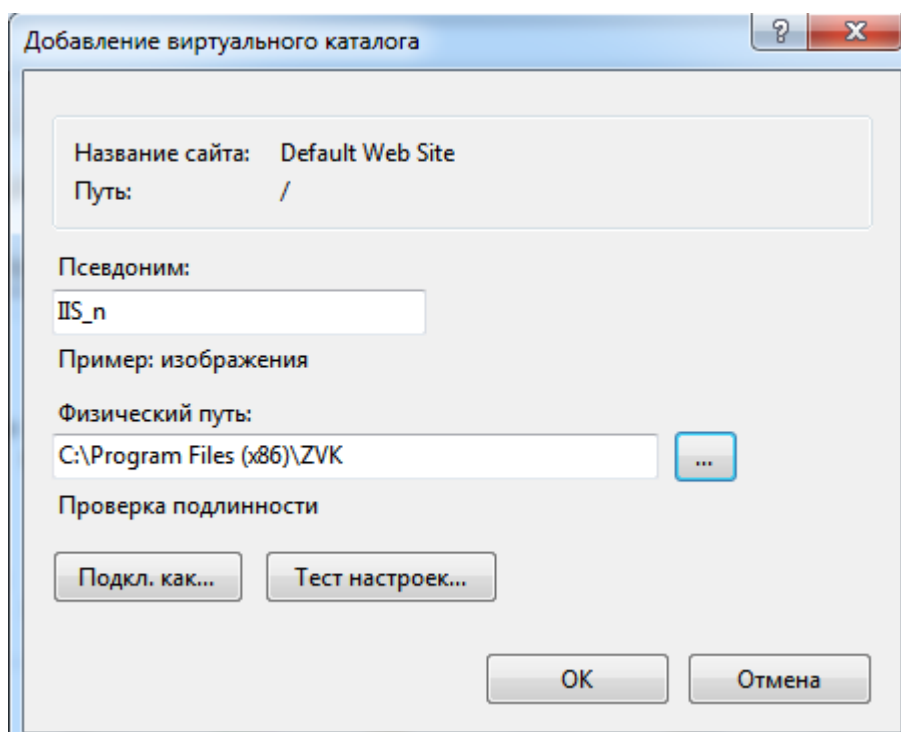 Добавление виртуального каталога
?
Название сайта: Default Web Site
Путь: /
Псевдоним:
IIS_n
Пример: изображения
Физический путь:
C:\Program Files (x86)\ZVK
...
Проверка подлинности
Подкл. как... Тест настроек...
ОК Отмена